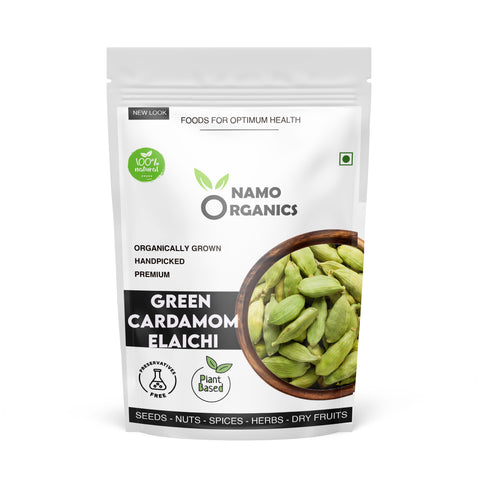 NEW LOOK
FOODS FOR OPTIMUM HEALTH
100%
natural
NAMO
ORGANICS
ORGANICALLY GROWN
HANDPICKED
PREMIUM
GREEN
CARDAMOM
ELAICHI
PRESERVATIVES
FREE
Plant
Based
SEEDS - NUTS - SPICES - HERBS - DRY FRUITS